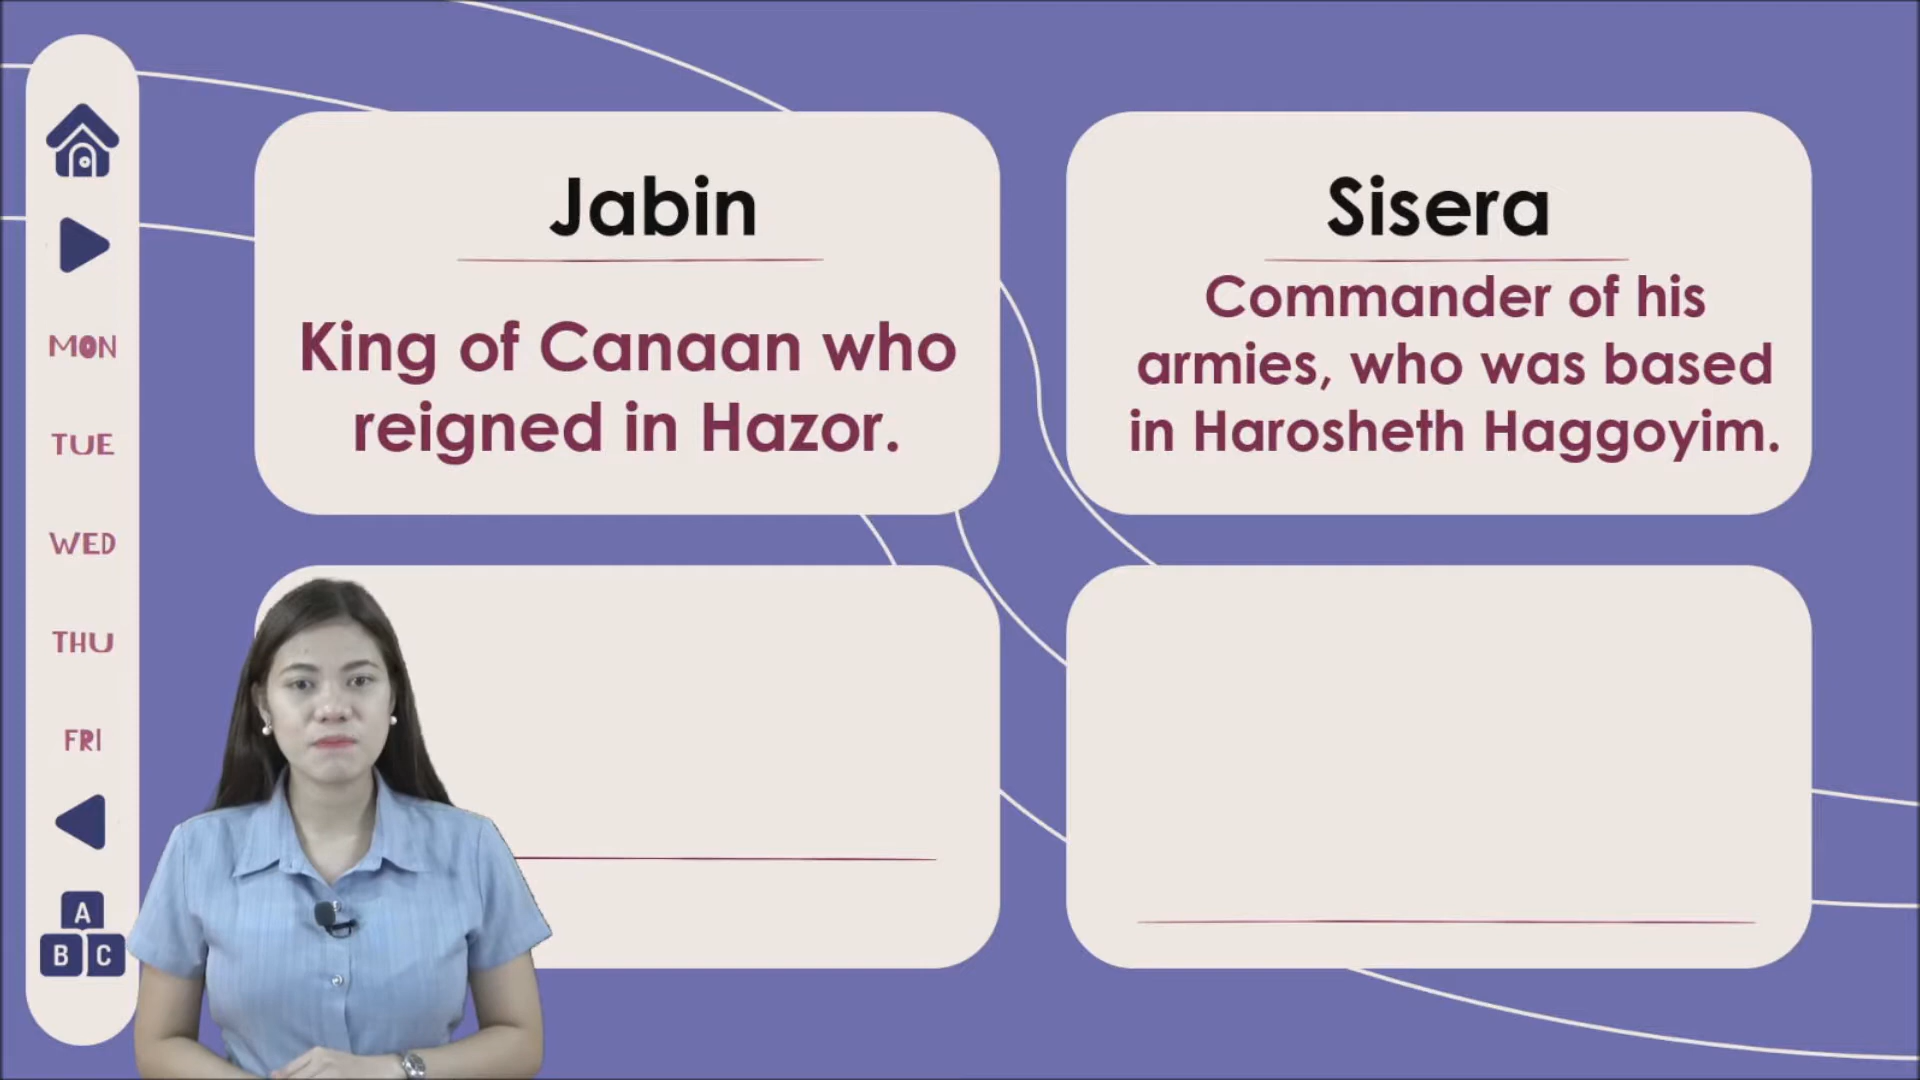 Jabin
King of Canaan who
reigned in Hazor.
Sisera
Commander of his
armies, who was based
in Harosheth Haggoyim.
MON
TUE
WED
THU
FRI
A
B C